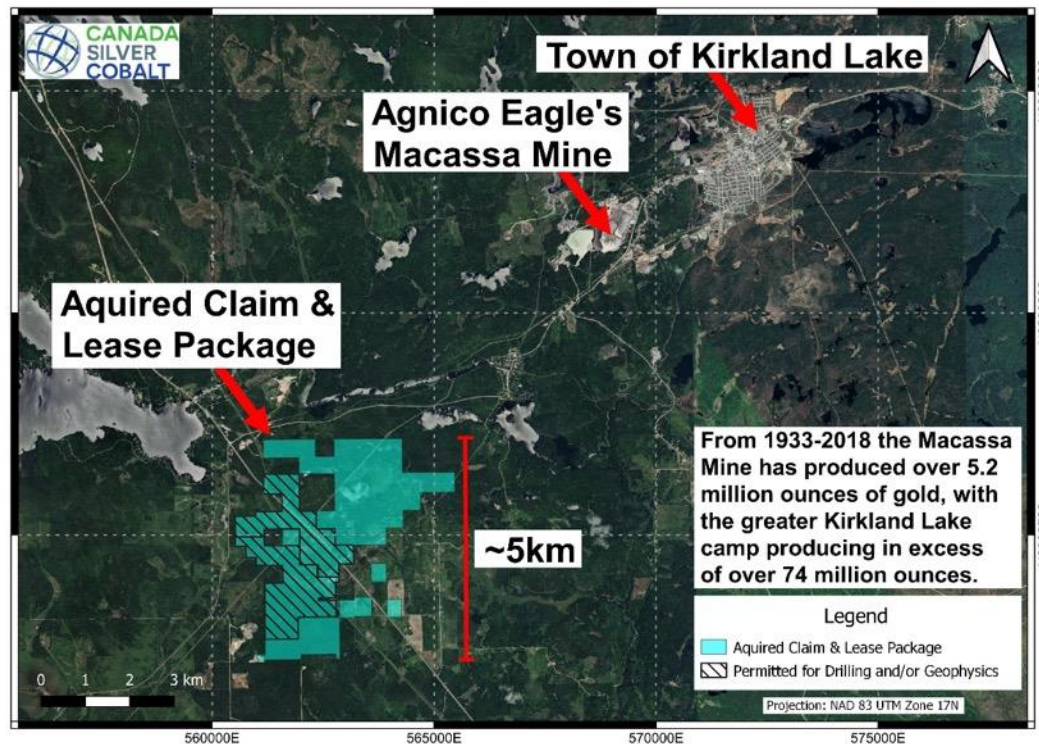 CANADA
SILVER
COBALT
Town of Kirkland Lake
Agnico Eagle's
Macassa Mine
Aquired Claim &
Lease Package
~5km
From 1933-2018 the Macassa
Mine has produced over 5.2
million ounces of gold, with
the greater Kirkland Lake
camp producing in excess
of over 74 million ounces.
Legend
Aquired Claim & Lease Package
Permitted for Drilling and/or Geophysics
0 1 2 3 km
Projection: NAD 83 UTM Zone 17N
560000E 565000E 570000E 575000E